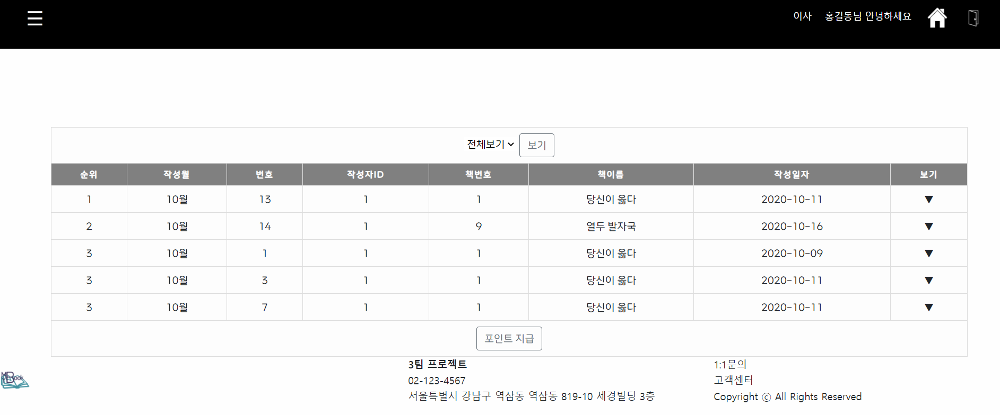 이사 홍길동님 안녕하세요
전체보기 보기
순위 작성월 번호 작성자ID 책번호 책이름 작성일자 보기
1 10월 13 1 1 당신이 옳다 2020-10-11 ▼
2 10월 14 1 9 열두 발자국 2020-10-16 ▼
3 10월 1 1 1 당신이 옳다 2020-10-09 ▼
3 10월 3 1 1 당신이 옳다 2020-10-11 ▼
3 10월 7 1 1 당신이 옳다 2020-10-11 ▼
포인트 지급
MBook
3팀 프로젝트
02-123-4567
서울특별시 강남구 역삼동 역삼동 819-10 세경빌딩 3층
1:1문의
고객센터
Copyright ⓒ All Rights Reserved